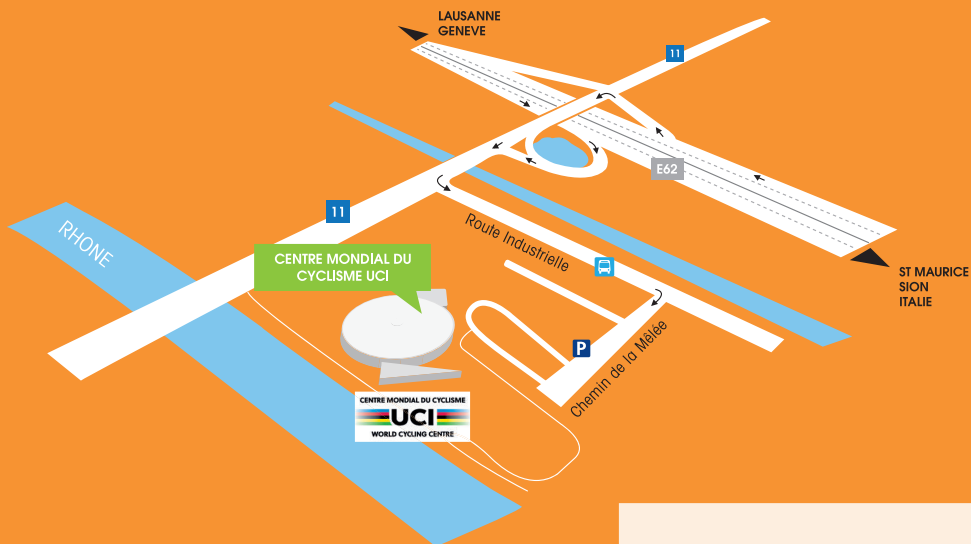 LAUSANNE
GENEVE
11
E62
11
RHONE
Route Industrielle
CENTRE MONDIAL DU
CYCLISME UCI
ST MAURICE
SION
ITALIE
P
Chemin de la Mêlée
CENTRE MONDIAL DU CYCLISME
UCI
WORLD CYCLING CENTRE